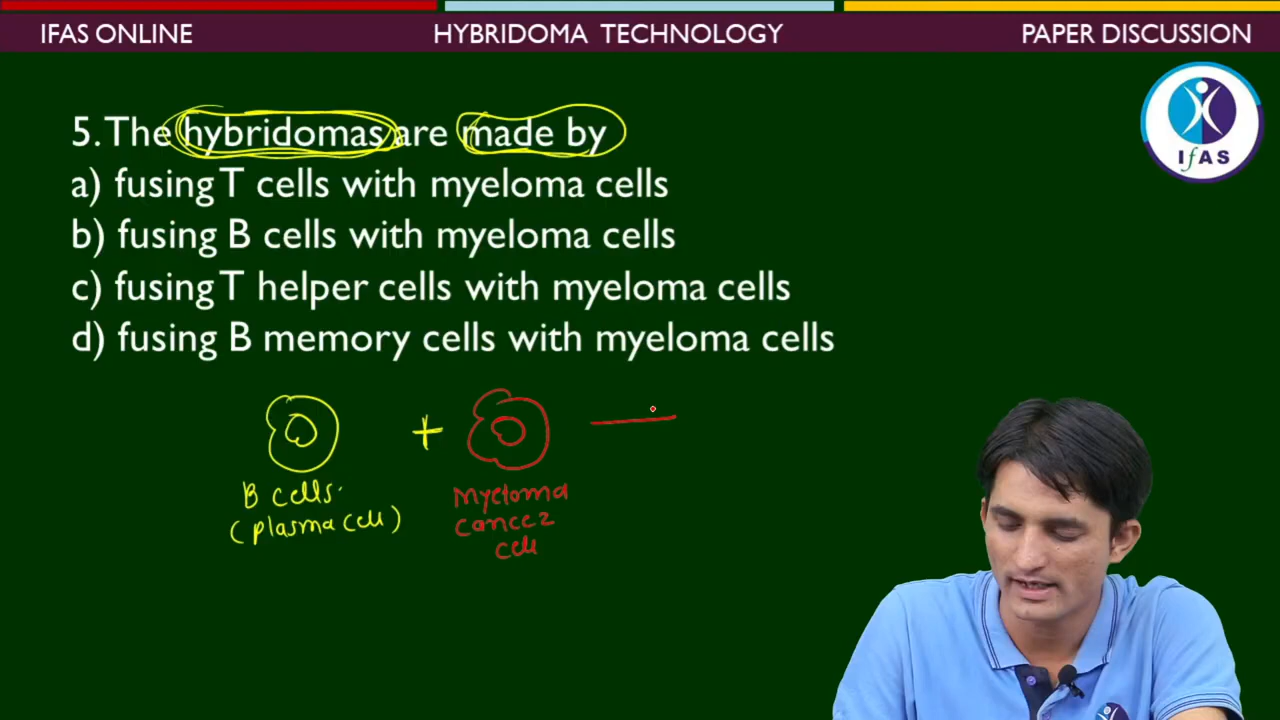 IFAS ONLINE
HYBRIDOMA TECHNOLOGY
PAPER DISCUSSION
IfAS
5. The hybridomas are made by
a) fusing T cells with myeloma cells
b) fusing B cells with myeloma cells
c) fusing T helper cells with myeloma cells
d) fusing B memory cells with myeloma cells
+
B cells.
(plasma cell)
Myeloma
cancer
cell